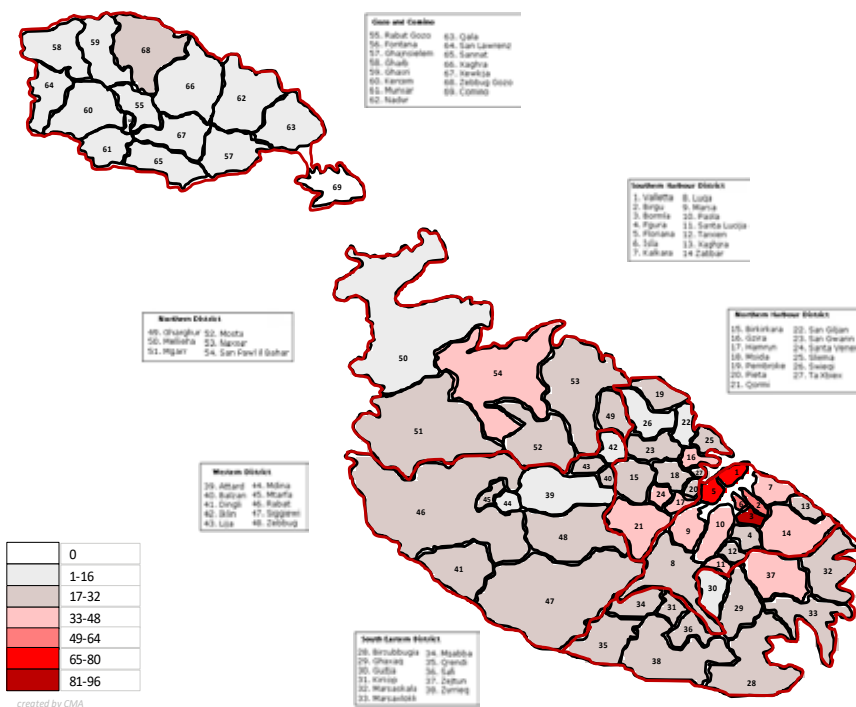 Gozo and Comino
55. Rabat Gozo 63. Qala
56. Fontana 64. San Lawrenz
57. Ghajnsielem 65. Sannat
58. Gharb 66. Xaghra
59. Ghasri 67. Xewkija
60. Kercem 68. Zebbug Gozo
61. Munxar 69. Comino
62. Nadur
58
59
68
64
66
62
55
60
67
63
61
65
57
69
Southern Harbour District
1. Valletta 8. Luqa
2. Birgu 9. Marsa
3. Bormla 10. Paola
4. Fgura 11. Santa Lucija
5. Floriana 12. Tarxien
6. Isla 13. Xaghjra
7. Kalkara 14 Zabbar
Northern District
49. Gharghur 52. Mosta
50. Mellieha 53. Naxxar
51. Mgarr 54. San Pawl il Bahar
Northern Harbour District
15. Birkirkara 22. San Giljan
16. Gzira 23. San Gwann
17. Hamrun 24. Santa Vener
18. Msida 25. Sliema
19. Pembroke 26. Swieqi
20. Pieta 27. Ta Xbiex
21. Qormi
50
54
53
19
49
26
22
51
52
42
23
25
16
43
40
15
18
20
1
7
46
45
44
39
24
17
5
2
13
48
21
9
10
3
14
4
12
41
8
11
37
32
30
47
34
31
29
33
36
35
38
28
Western District
39. Attard 44. Mdina
40. Balzan 45. Mtarfa
41. Dingli 46. Rabat
42. Iklin 47. Siggiewi
43. Lija 48. Zebbug
South Eastern District
28. Birzubbugia 34. Mqabba
29. Ghaxaq 35. Qrendi
30. Gudja 36. Safi
31. Kirkop 37. Zejtun
32. Marsaskala 38. Zurrieq
33. Marsaxlokk
0
1-16
17-32
33-48
49-64
65-80
81-96
created by CMA